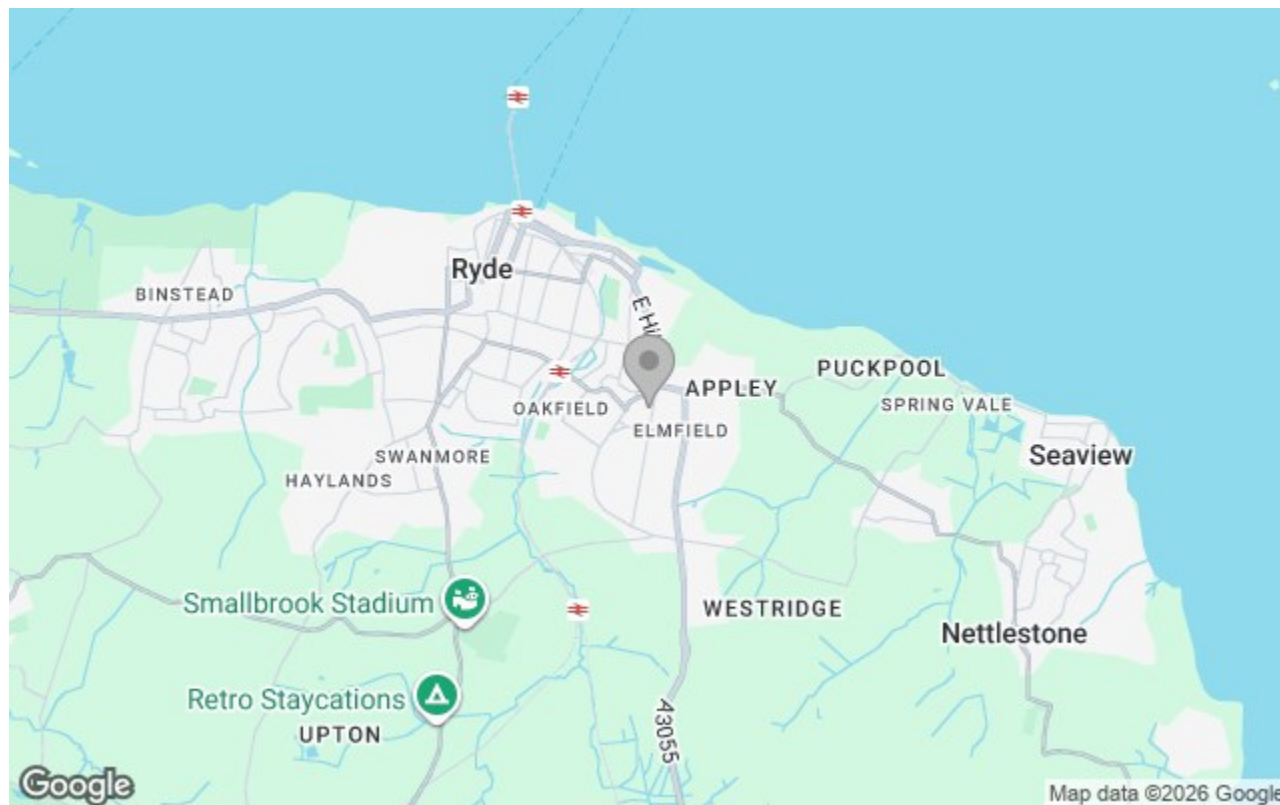 Ryde
BINSTEAD
E Hi
PUCKPOOL
APPLEY
SPRING VALE
OAKFIELD
ELMFIELD
Seaview
SWANMORE
HAYLANDS
Smallbrook Stadium
WESTRIDGE
Nettlestone
Retro Staycations
UPTON
A3055
Google
Map data ©2026 Google